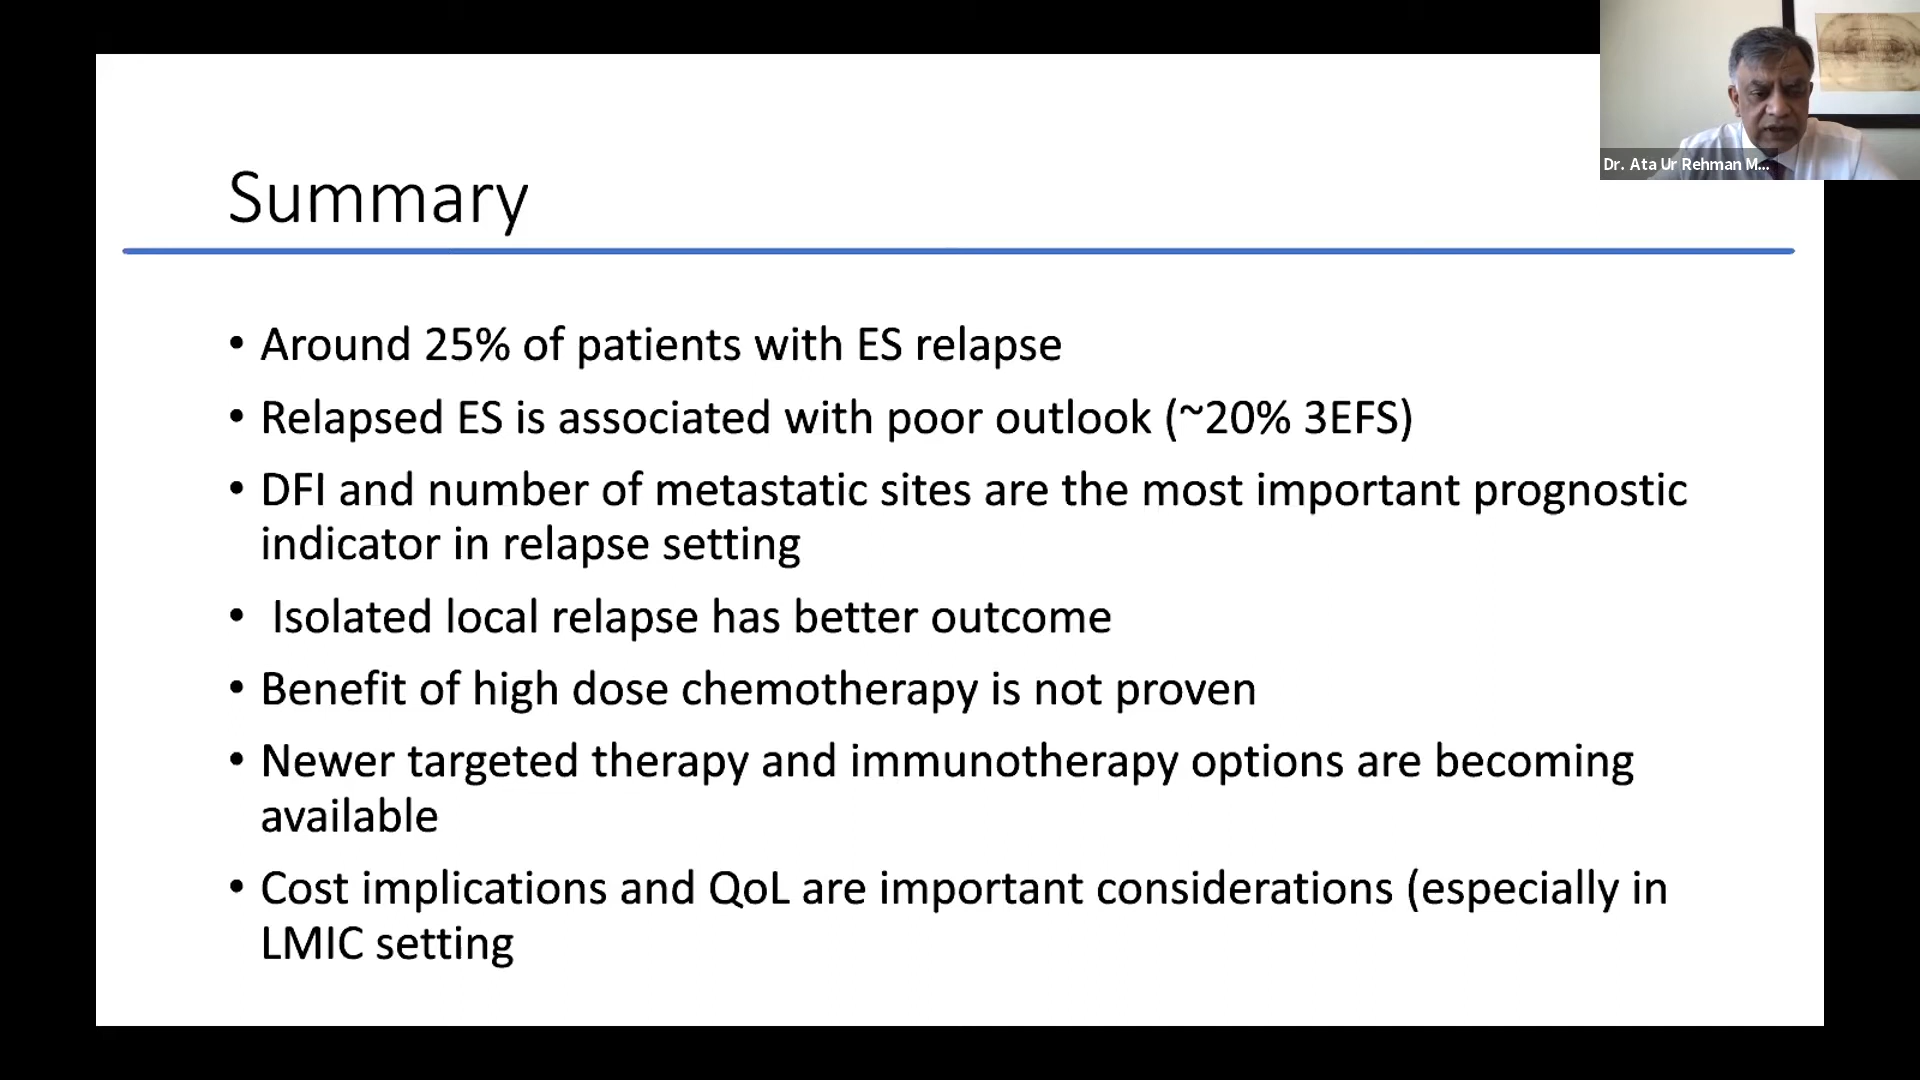 Dr. Ata Ur Rehman M...
Summary
• Around 25% of patients with ES relapse
• Relapsed ES is associated with poor outlook (~20% 3EFS)
• DFI and number of metastatic sites are the most important prognostic
indicator in relapse setting
• Isolated local relapse has better outcome
• Benefit of high dose chemotherapy is not proven
• Newer targeted therapy and immunotherapy options are becoming
available
• Cost implications and QoL are important considerations (especially in
LMIC setting